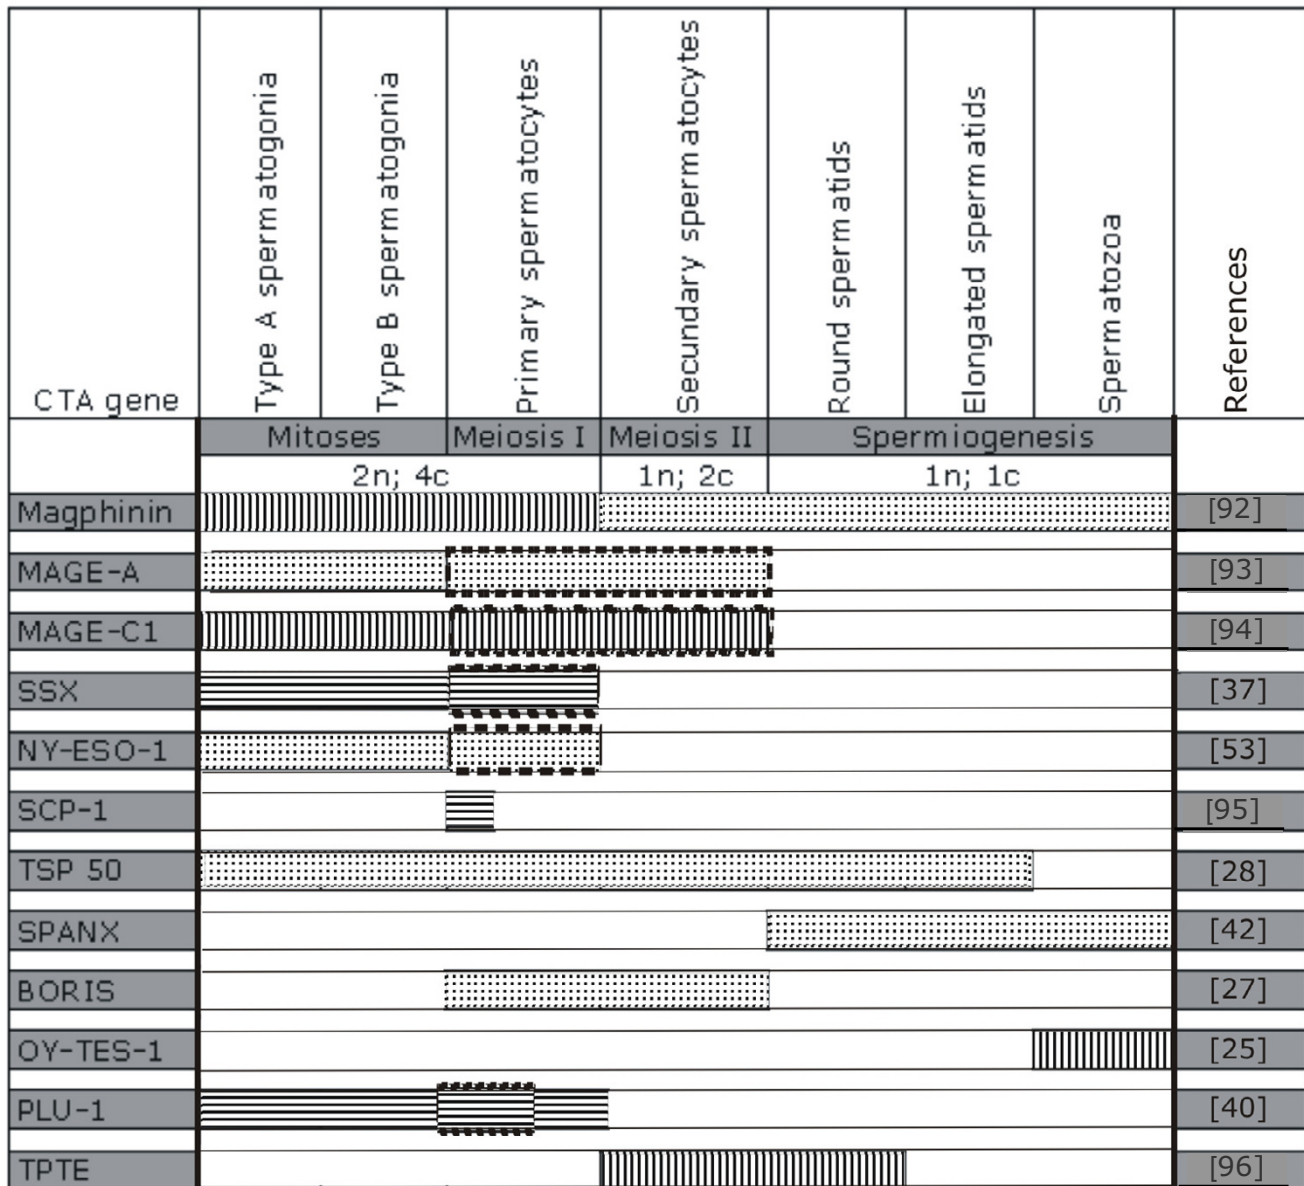 CTA gene
Type A spermatogonia
Type B spermatogonia
Primary spermatocytes
Secundary spermatocytes
Round spermatids
Elongated spermatids
Spermatozoa
References
Mitoses Meiosis I Meiosis II Spermiogenesis
2n; 4c 1n; 2c 1n; 1c
Magphinin [92]
MAGE-A [93]
MAGE-C1 [94]
SSX [37]
NY-ESO-1 [53]
SCP-1 [95]
TSP 50 [28]
SPANX [42]
BORIS [27]
OY-TES-1 [25]
PLU-1 [40]
TPTE [96]